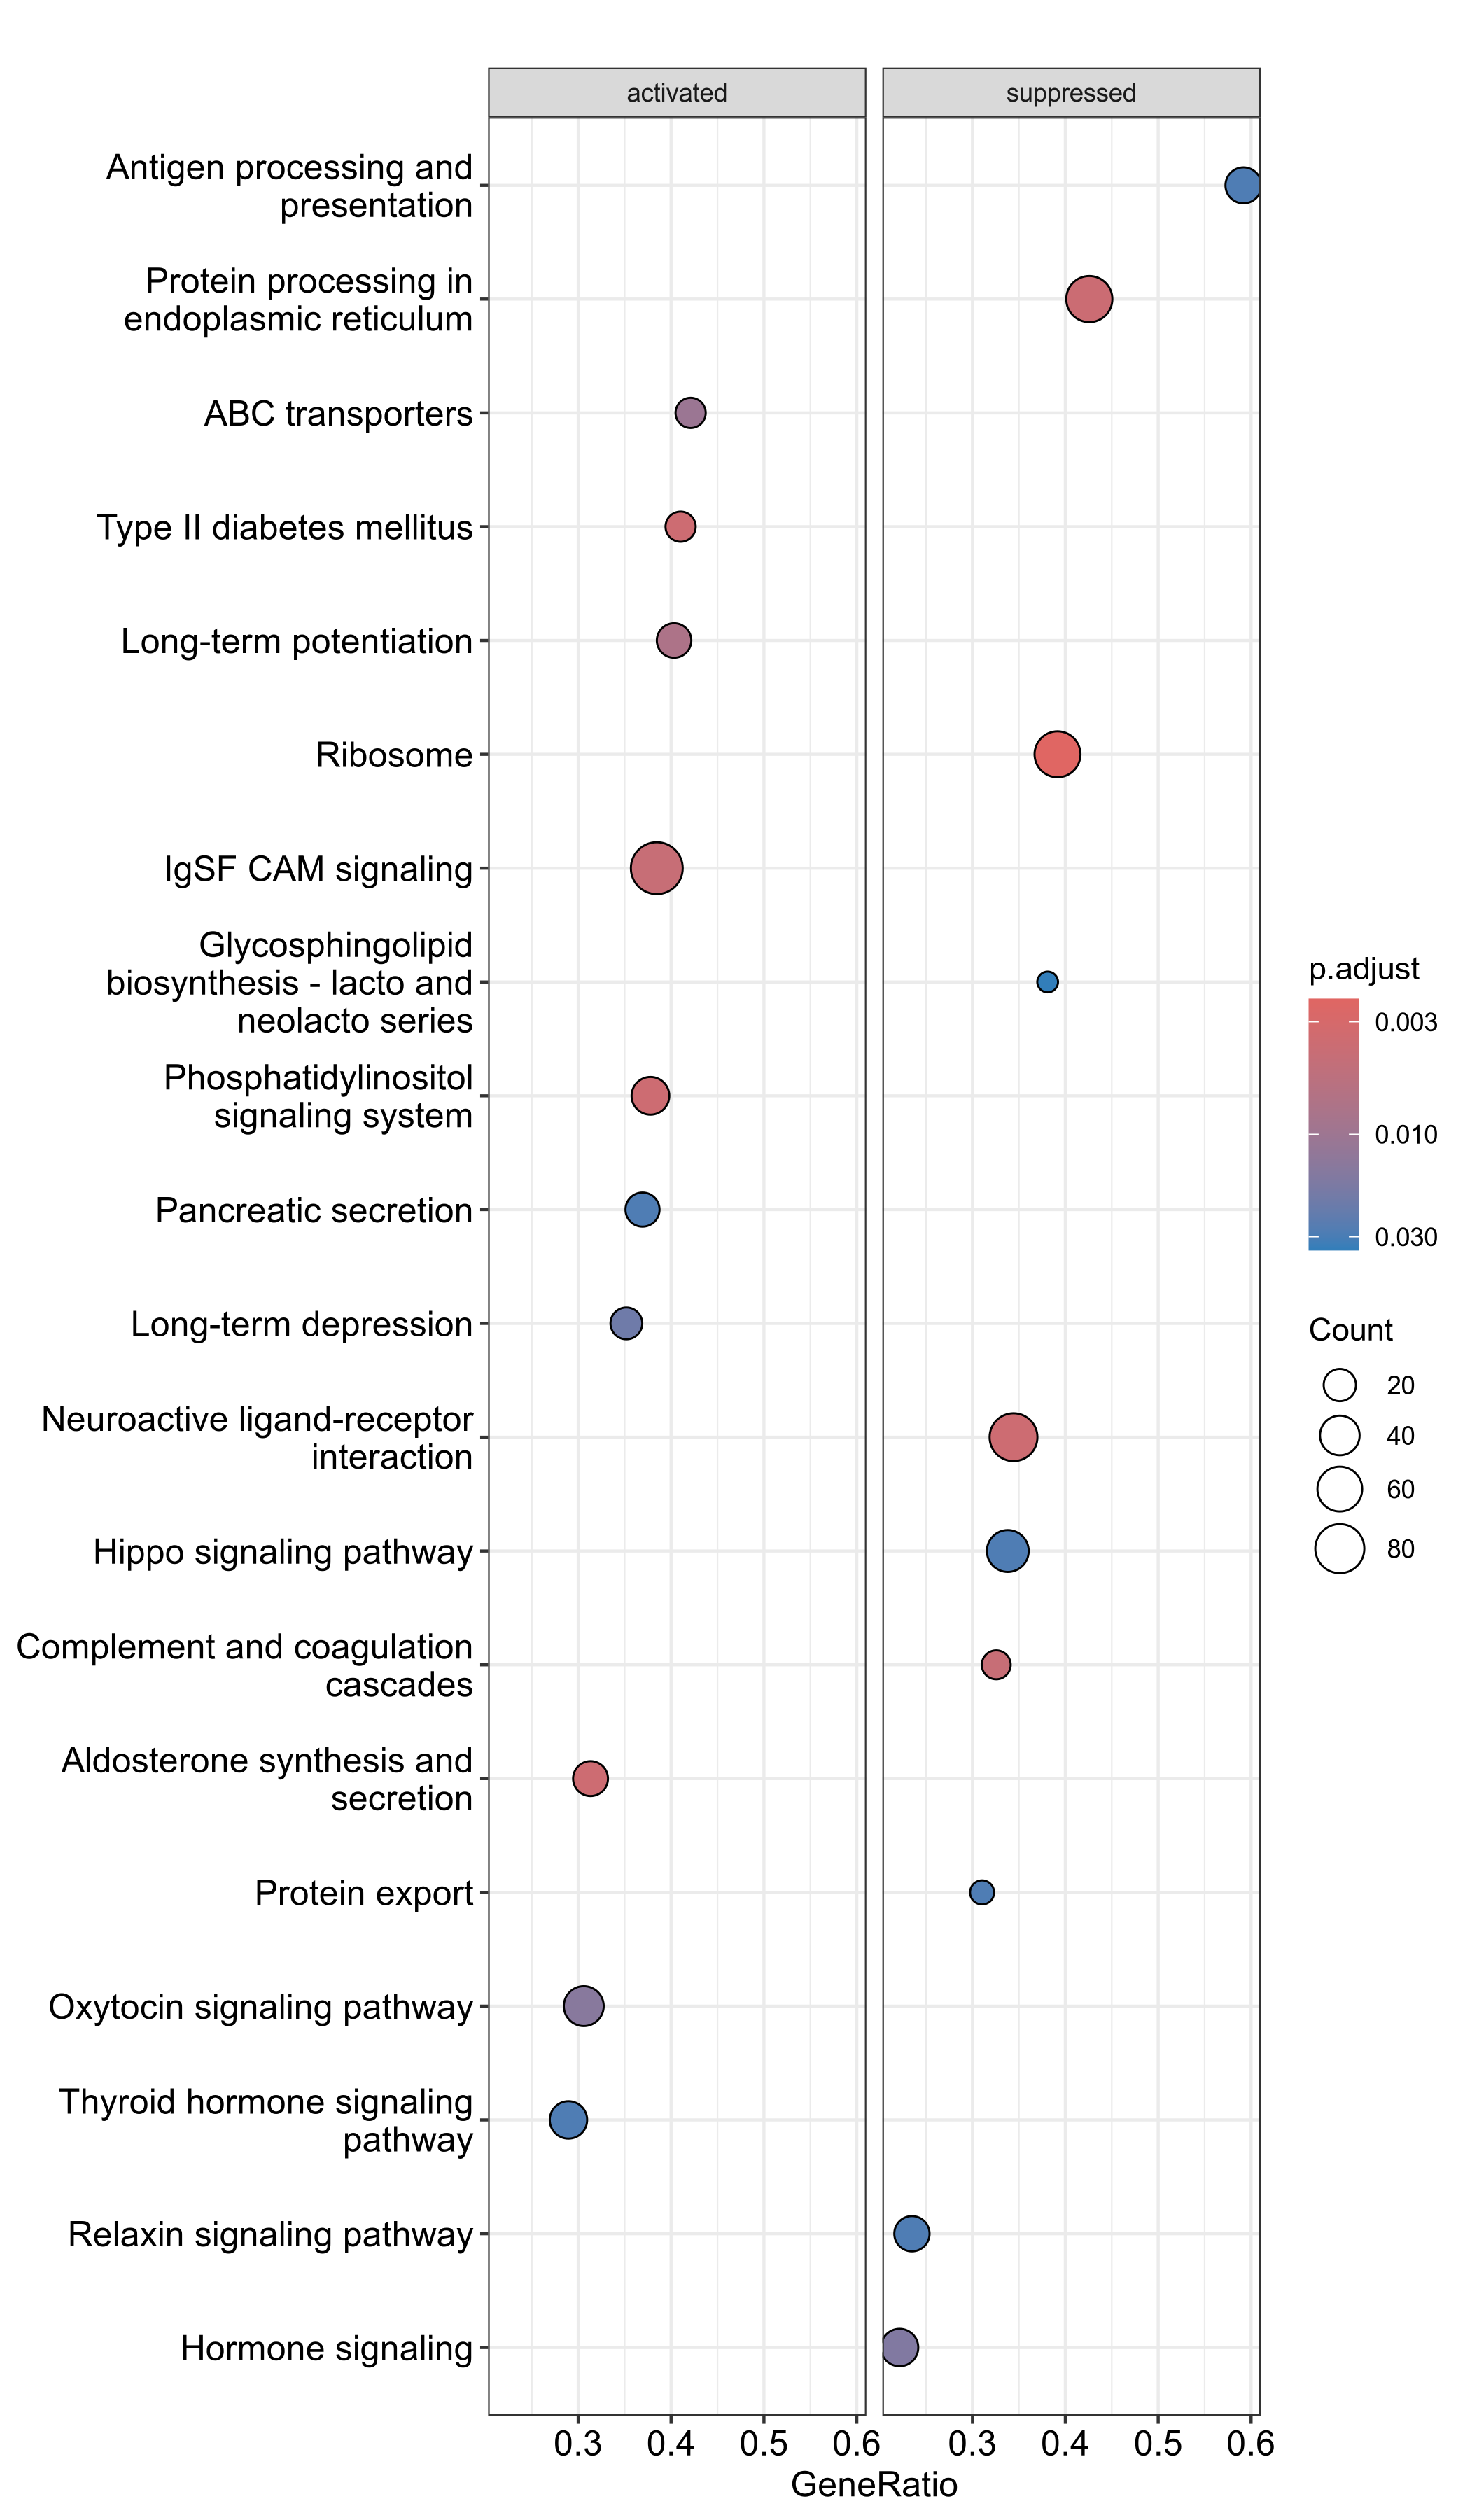 activated
suppressed
Antigen processing and
presentation
Protein processing in
endoplasmic reticulum
ABC transporters
Type II diabetes mellitus
Long-term potentiation
Ribosome
IgSF CAM signaling
Glycosphingolipid
biosynthesis - lacto and
neolacto series
Phosphatidylinositol
signaling system
Pancreatic secretion
Long-term depression
Neuroactive ligand-receptor
interaction
Hippo signaling pathway
Complement and coagulation
cascades
Aldosterone synthesis and
secretion
Protein export
Oxytocin signaling pathway
Thyroid hormone signaling
pathway
Relaxin signaling pathway
Hormone signaling
0.3 0.4 0.5 0.6 0.3 0.4 0.5 0.6
GeneRatio
p.adjust
0.003
0.010
0.030
Count
20
40
60
80